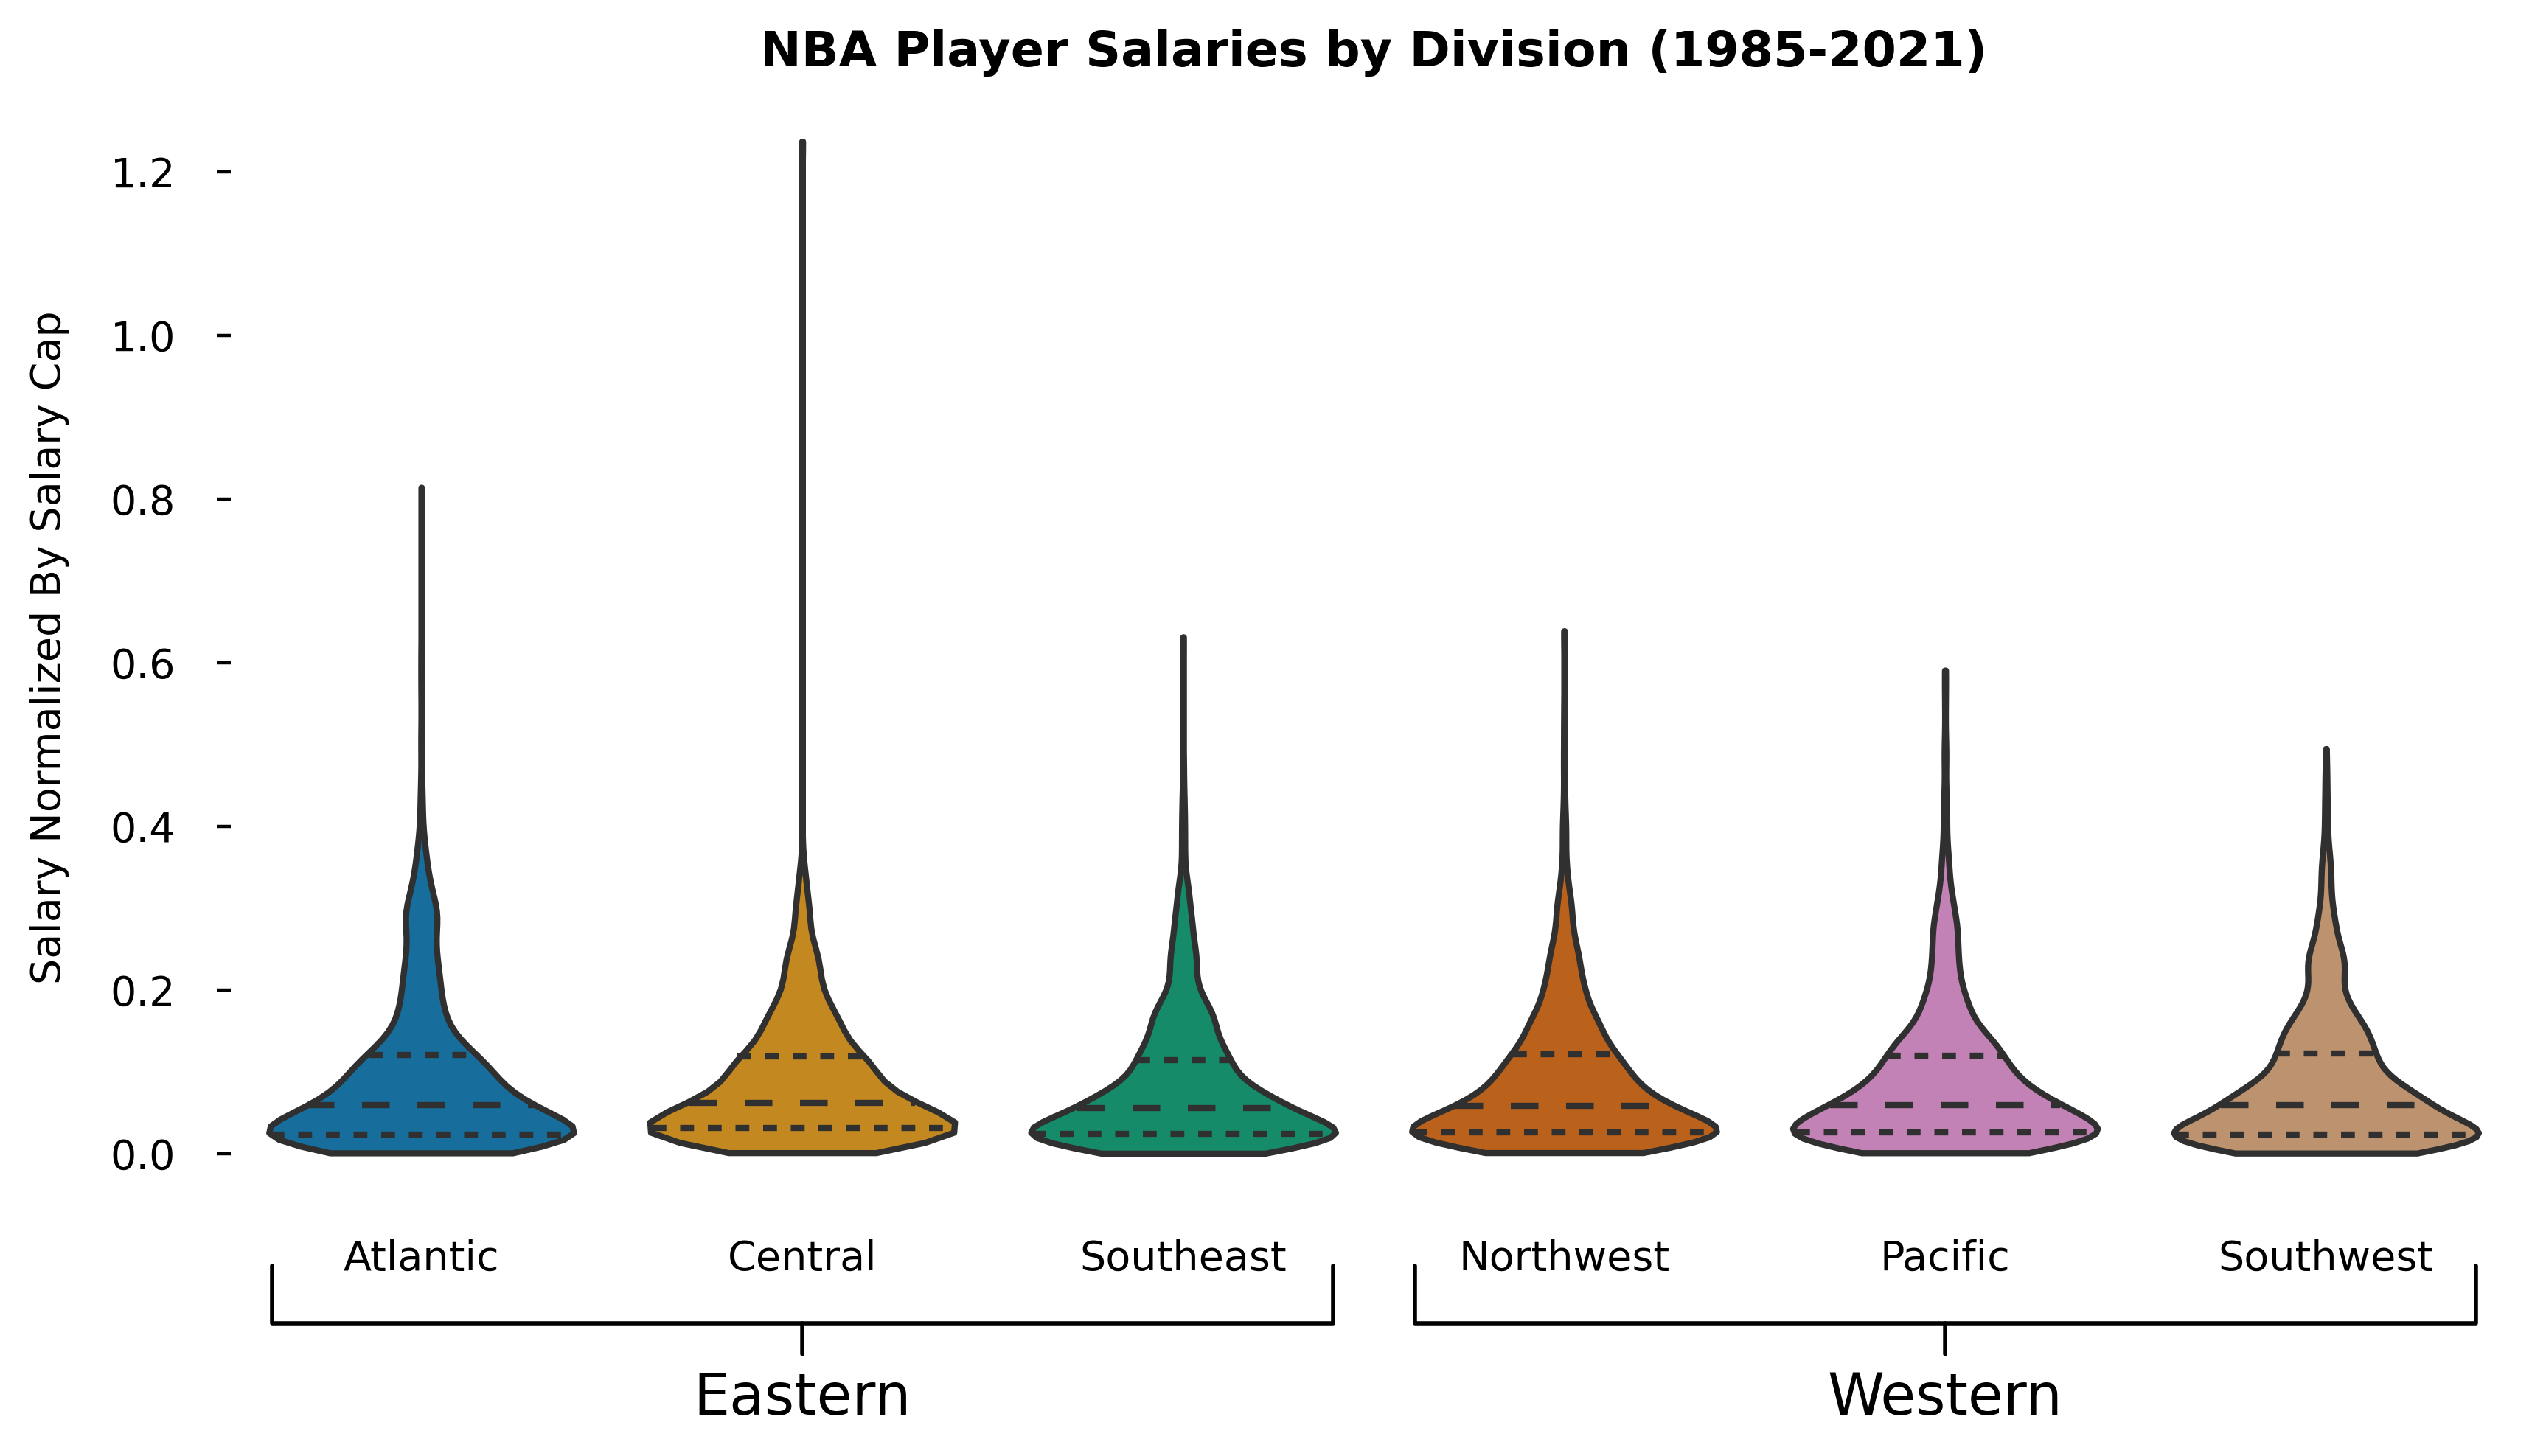 NBA Player Salaries by Division (1985-2021)
Salary Normalized By Salary Cap
1.2
1.0
0.8
0.6
0.4
0.2
0.0
Atlantic Central Southeast Northwest Pacific Southwest
Eastern Western